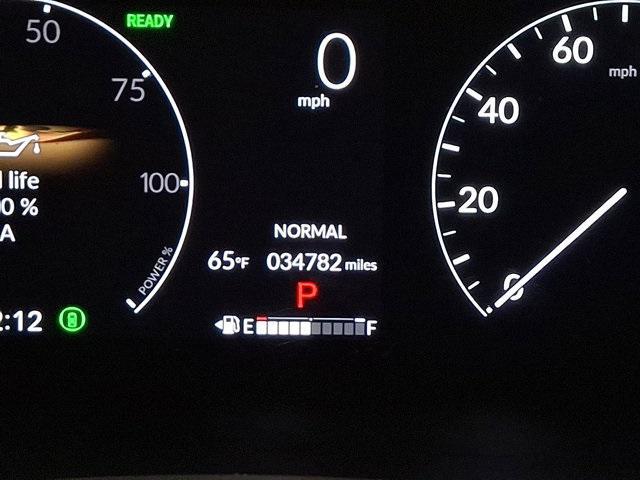 50
READY
75
100
POWER %
life
0 %
A
2:12
0
mph
NORMAL
65°F 034782 miles
P
E F
60
mph
40
20
0